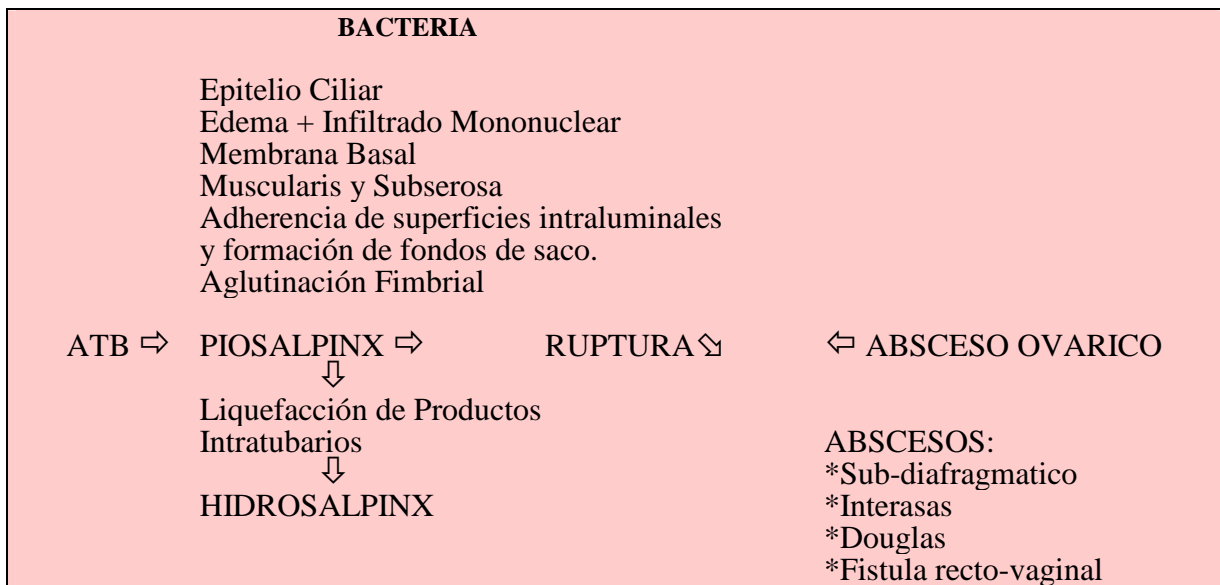 BACTERIA
Epitelio Ciliar
Edema + Infiltrado Mononuclear
Membrana Basal
Muscularis y Subserosa
Adherencia de superficies intraluminales
y formación de fondos de saco.
Aglutinación Fimbrial
ATB ⇨ PIOSALPINX ⇨ RUPTURA ⬂ ⇦ ABSCESO OVARICO
⇩
Liquefacción de Productos
Intratubarios
⇩
HIDROSALPINX
ABSCESOS:
*Sub-diafragmatico
*Interasas
*Douglas
*Fistula recto-vaginal